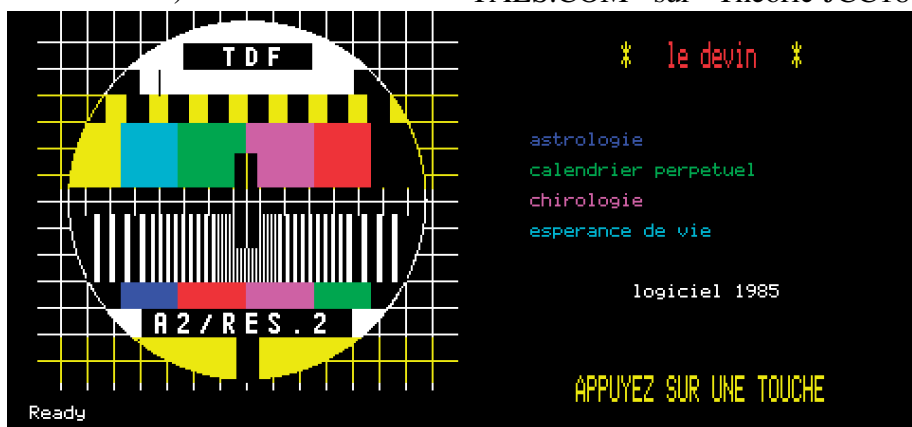 TDF
A2/RES.2
Ready
* le devin *
astrologie
calendrier perpetuel
chirologie
esperance de vie
logiciel 1985
APPUYEZ SUR UNE TOUCHE